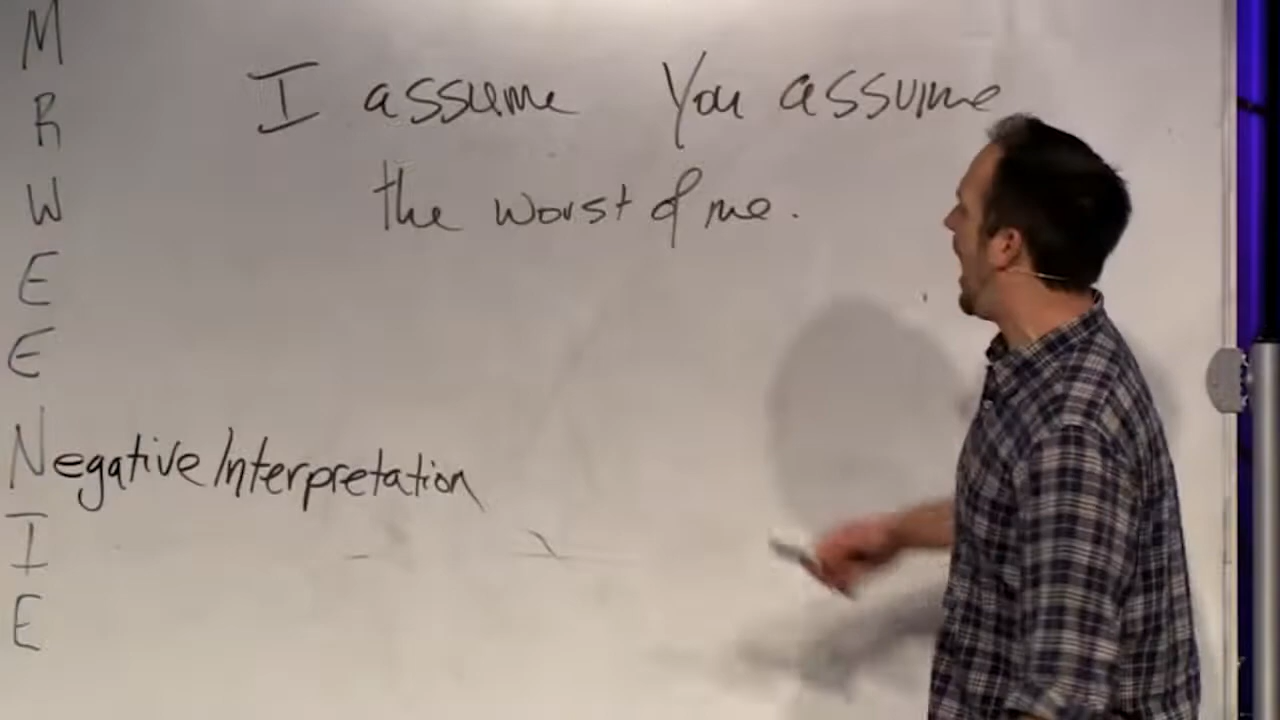 M
I assume You assume
R
the worst of me.
W
E
E
Negative Interpretation
I
E